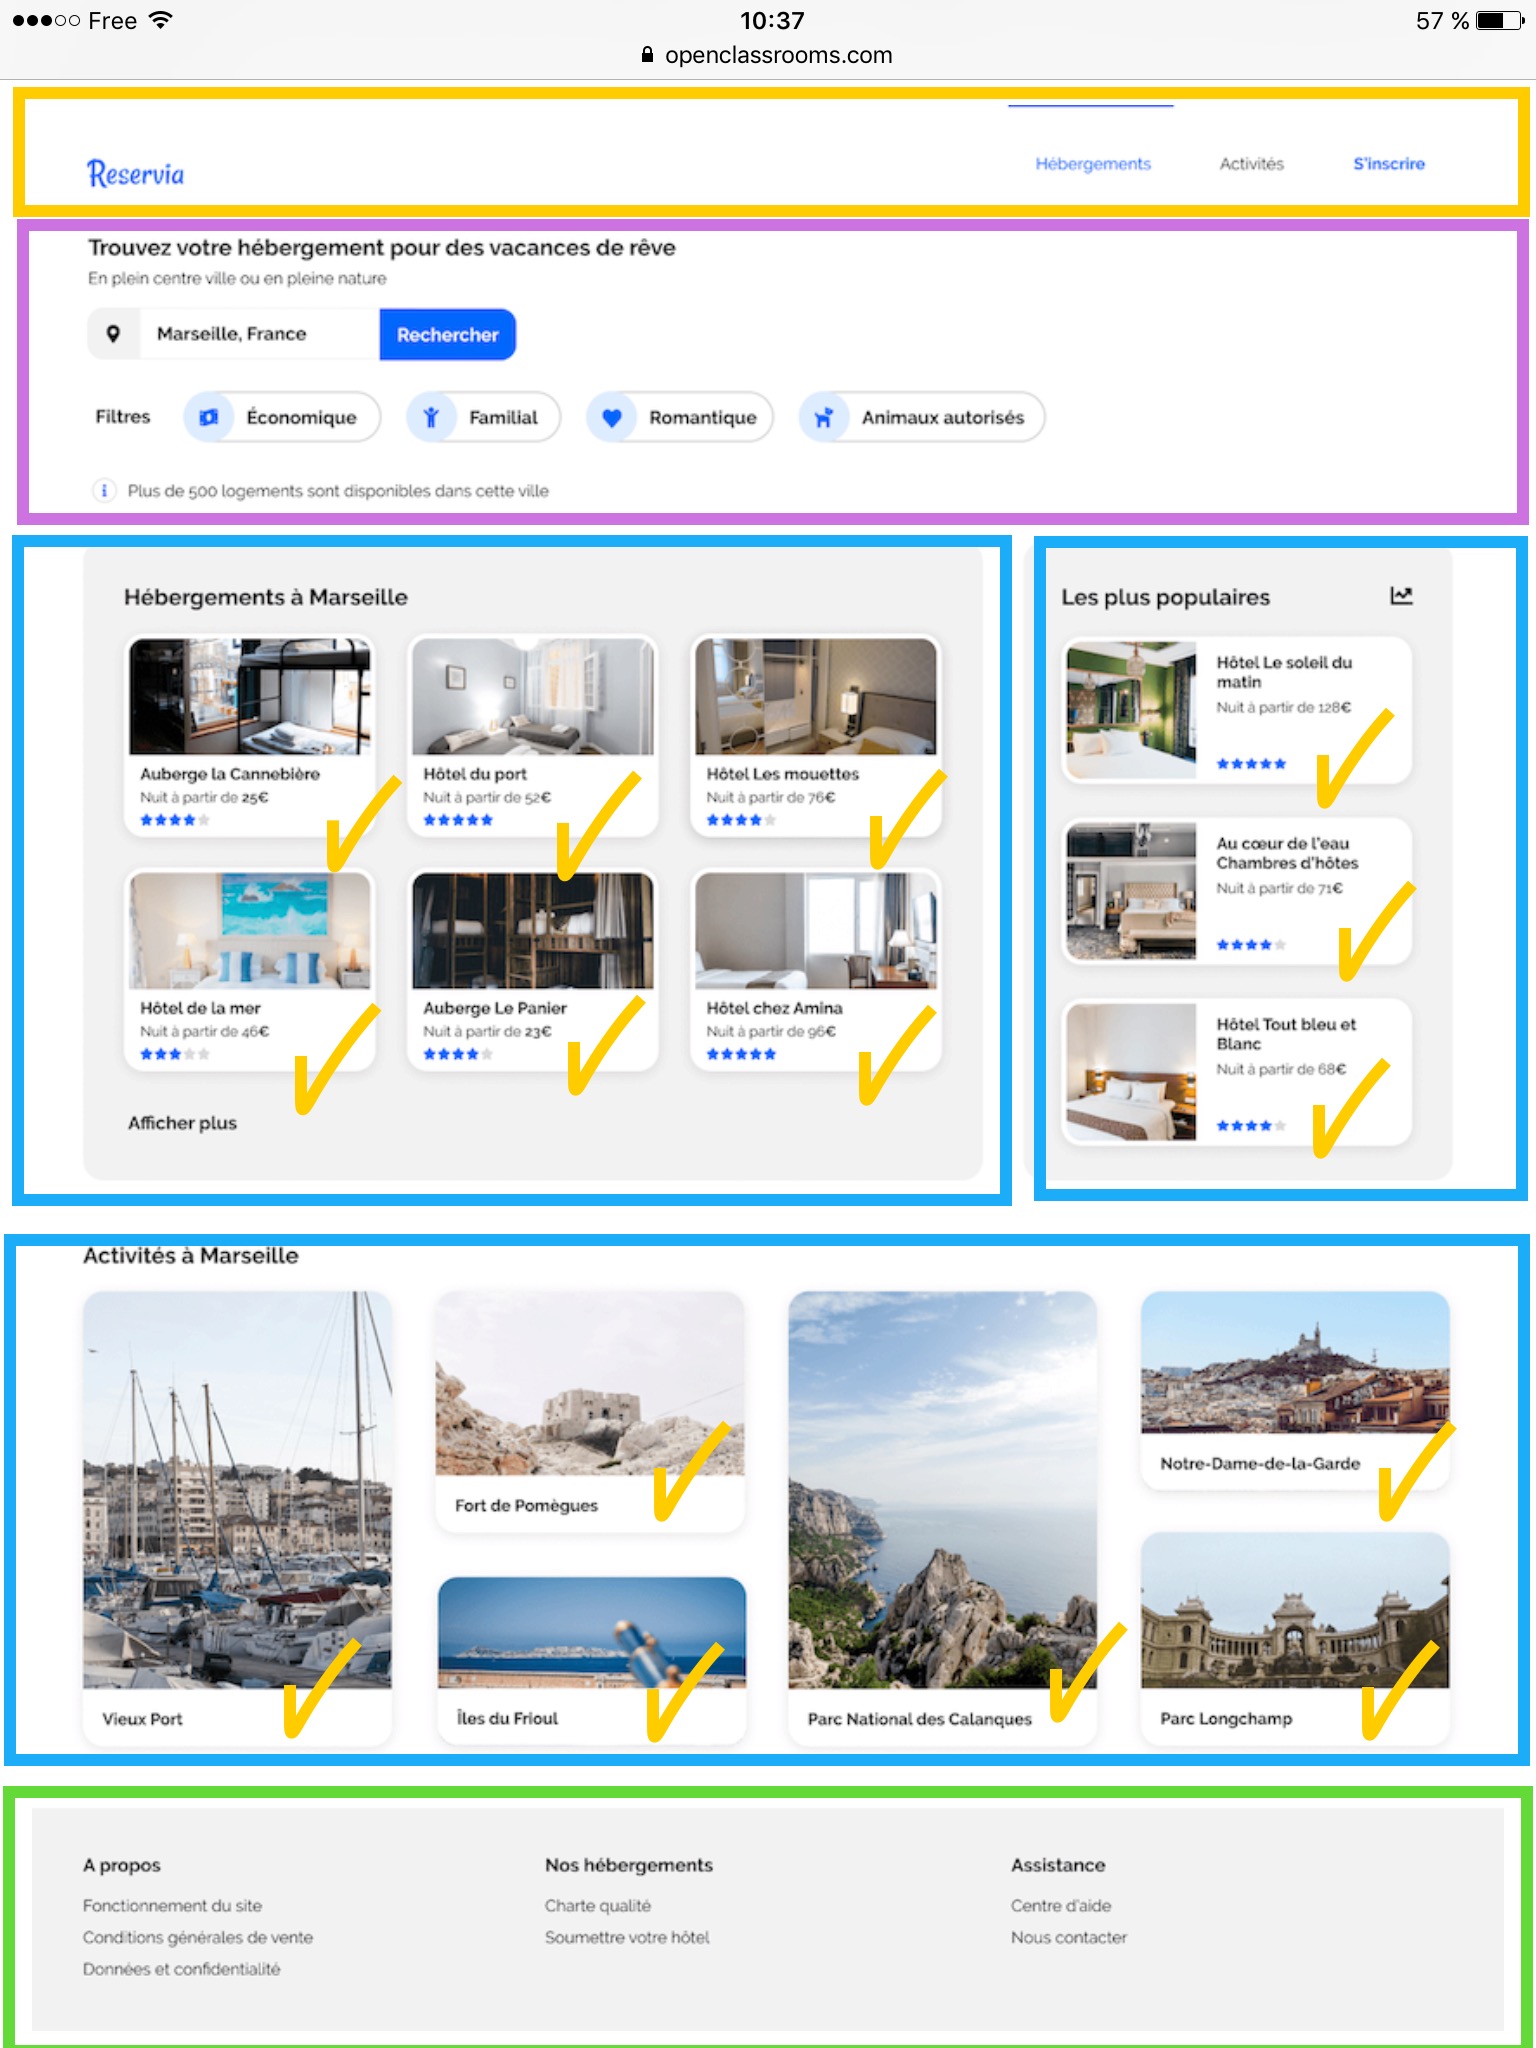 Free 10:37 57 %
openclassrooms.com
Reservia Hébergements Activités S'inscrire
Trouvez votre hébergement pour des vacances de rêve
En plein centre ville ou en pleine nature
Marseille, France Rechercher
Filtres Économique Familial Romantique Animaux autorisés
Plus de 500 logements sont disponibles dans cette ville
Hébergements à Marseille
Auberge la Cannebière
Nuit à partir de 25€
Hôtel du port
Nuit à partir de 52€
Hôtel Les mouettes
Nuit à partir de 76€
Hôtel de la mer
Nuit à partir de 46€
Auberge Le Panier
Nuit à partir de 23€
Hôtel chez Amina
Nuit à partir de 96€
Afficher plus
Les plus populaires
Hôtel Le soleil du
matin
Nuit à partir de 128€
Au cœur de l'eau
Chambres d'hôtes
Nuit à partir de 71€
Hôtel Tout bleu et
Blanc
Nuit à partir de 68€
Activités à Marseille
Vieux Port
Fort de Pomègues
Îles du Frioul
Parc National des Calanques
Notre-Dame-de-la-Garde
Parc Longchamp
A propos
Fonctionnement du site
Conditions générales de vente
Données et confidentialité
Nos hébergements
Charte qualité
Soumettre votre hôtel
Assistance
Centre d'aide
Nous contacter